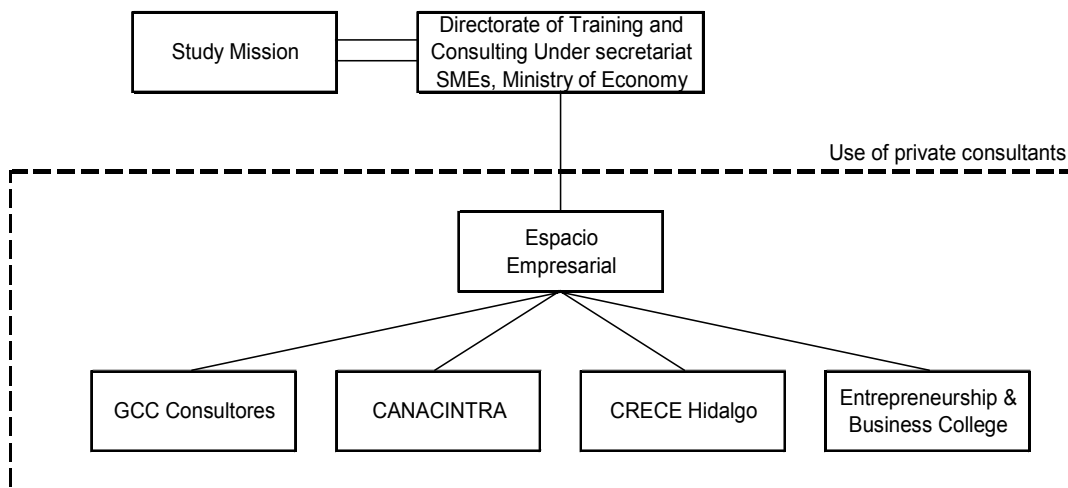 Study Mission
Directorate of Training and
Consulting Under secretariat
SMEs, Ministry of Economy
Use of private consultants
Espacio
Empresarial
GCC Consultores
CANACINTRA
CRECE Hidalgo
Entrepreneurship &
Business College